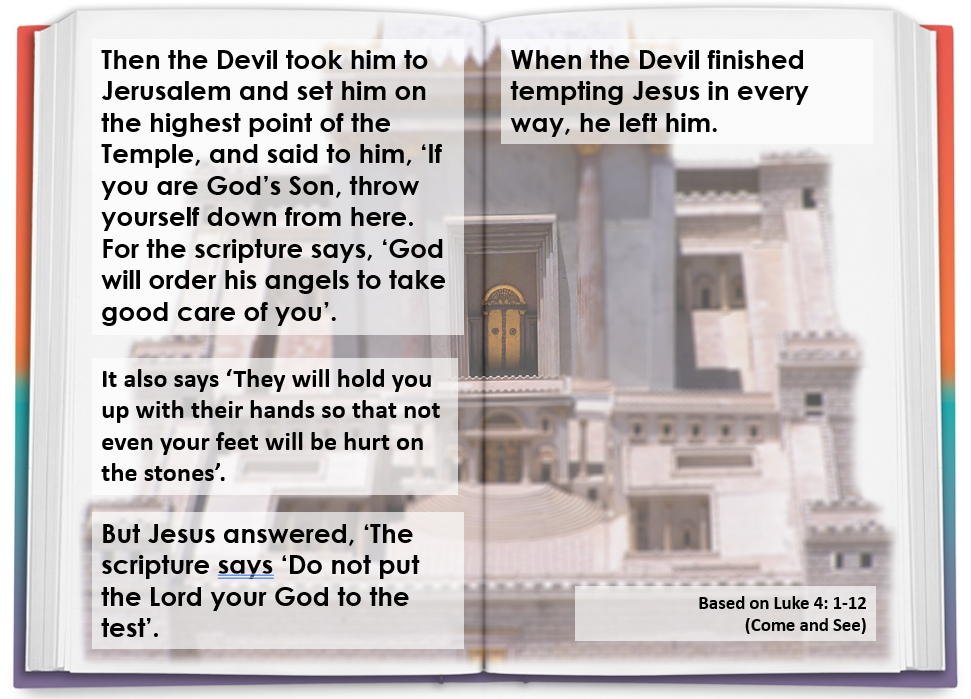 Then the Devil took him to
Jerusalem and set him on
the highest point of the
Temple, and said to him, ‘If
you are God’s Son, throw
yourself down from here.
For the scripture says, ‘God
will order his angels to take
good care of you’.
It also says ‘They will hold you
up with their hands so that not
even your feet will be hurt on
the stones’.
But Jesus answered, ‘The
scripture says ‘Do not put
the Lord your God to the
test’.
When the Devil finished
tempting Jesus in every
way, he left him.
Based on Luke 4: 1-12
(Come and See)